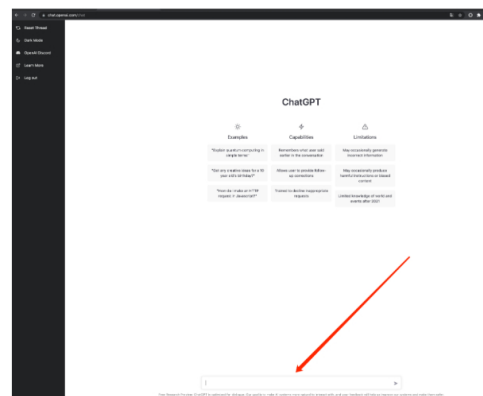 chat.openai.com/chat
Reset Thread
Dark Mode
OpenAI Discord
Learn More
Log out
ChatGPT
Examples
Capabilities
Limitations
"Explain quantum computing in
simple terms"
Remembers what user said
earlier in the conversation
May occasionally generate
incorrect information
"Got any creative ideas for a 10
year old's birthday?"
Allows user to provide follow-
up corrections
May occasionally produce
harmful instructions or biased
content
"How do I make an HTTP
request in Javascript?"
Trained to decline inappropriate
requests
Limited knowledge of world and
events after 2021